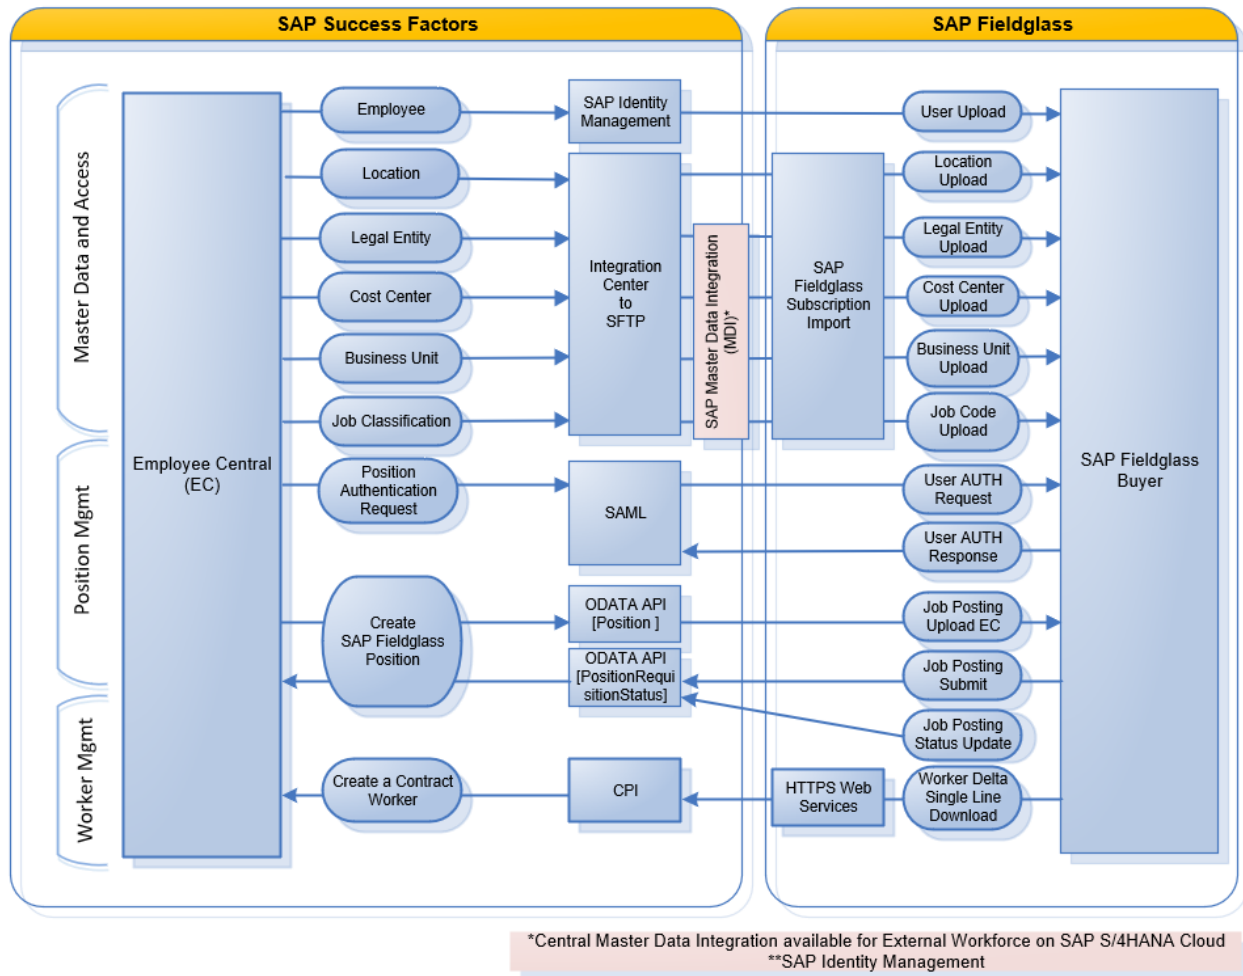 SAP Success Factors
SAP Fieldglass
Master Data and Access
Position Mgmt
Worker Mgmt
Employee Central
(EC)
Employee
Location
Legal Entity
Cost Center
Business Unit
Job Classification
Position
Authentication
Request
Create
SAP Fieldglass
Position
Create a Contract
Worker
SAP Identity
Management
Integration
Center
to
SFTP
SAML
ODATA API
[Position ]
ODATA API
[PositionRequi
sitionStatus]
CPI
SAP Master Data Integration
(MDI)*
SAP
Fieldglass
Subscription
Import
HTTPS Web
Services
User Upload
Location
Upload
Legal Entity
Upload
Cost Center
Upload
Business Unit
Upload
Job Code
Upload
User AUTH
Request
User AUTH
Response
Job Posting
Upload EC
Job Posting
Submit
Job Posting
Status Update
Worker Delta
Single Line
Download
SAP Fieldglass
Buyer
*Central Master Data Integration available for External Workforce on SAP S/4HANA Cloud
**SAP Identity Management